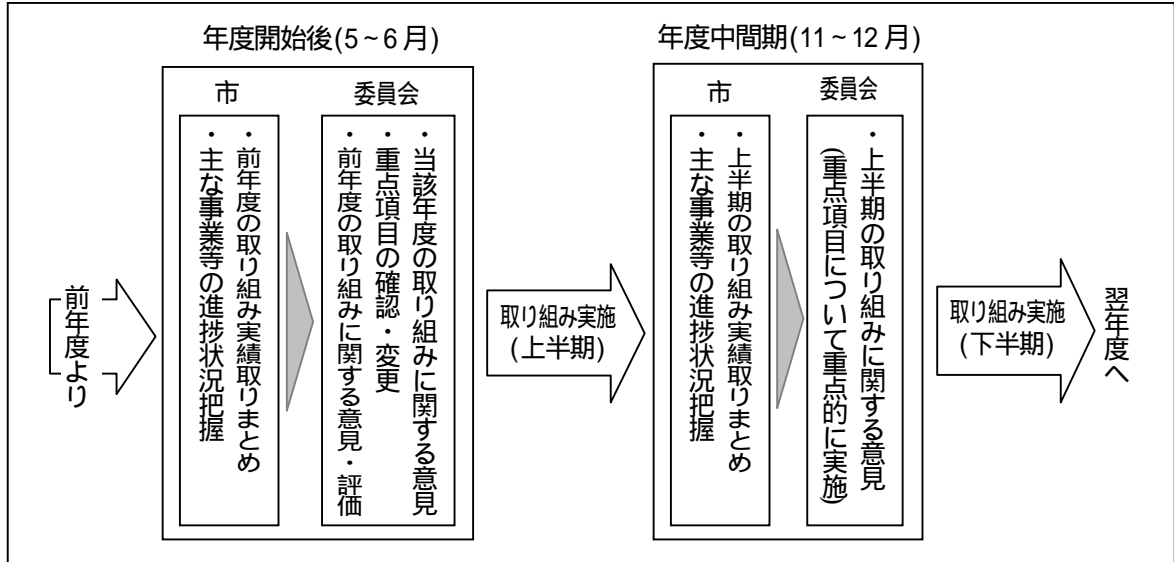 年度開始後(5~6月)
年度中間期(11~12月)
前年度より
市
・前年度の取り組み実績取りまとめ
・主な事業等の進捗状況把握
委員会
・当該年度の取り組みに関する意見
・重点項目の確認・変更
・前年度の取り組みに関する意見・評価
取り組み実施
(上半期)
市
・上半期の取り組み実績取りまとめ
・主な事業等の進捗状況把握
委員会
・上半期の取り組みに関する意見
(重点項目について重点的に実施)
取り組み実施
(下半期)
翌年度へ